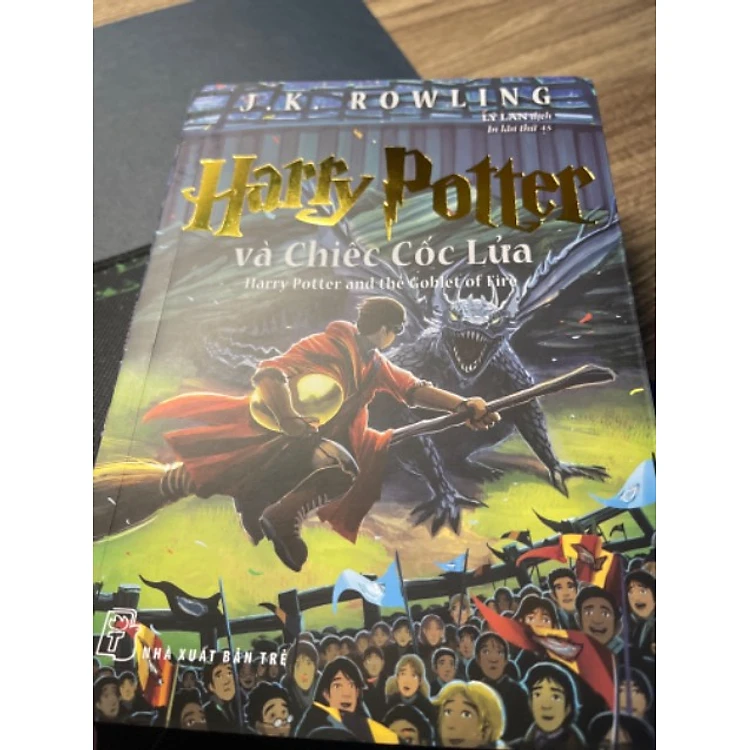 J.K. ROWLING
LÝ LAN dịch
In lần thứ 45
Harry Potter
và Chiếc Cốc Lửa
Harry Potter and the Goblet of Fire
NHÀ XUẤT BẢN TRẺ